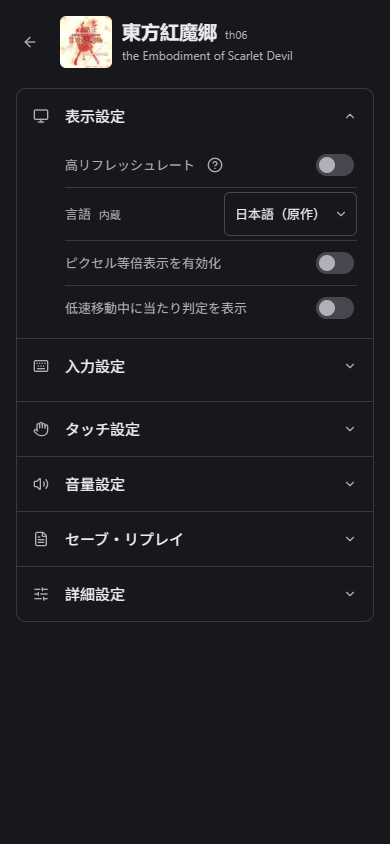 東方紅魔郷 th06
the Embodiment of Scarlet Devil
表示設定
高リフレッシュレート ?
言語 内蔵 日本語（原作）
ピクセル等倍表示を有効化
低速移動中に当たり判定を表示
入力設定
タッチ設定
音量設定
セーブ・リプレイ
詳細設定